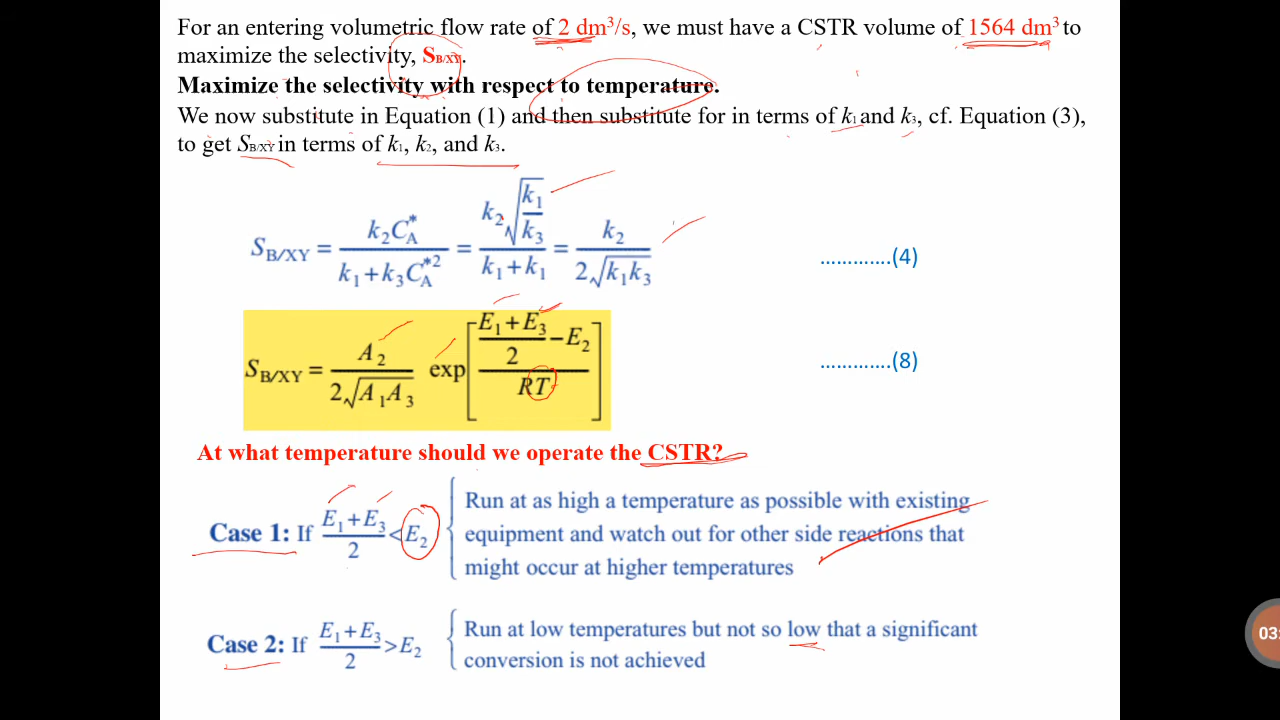 For an entering volumetric flow rate of 2 dm³/s, we must have a CSTR volume of 1564 dm³ to
maximize the selectivity, S_B/XY.
Maximize the selectivity with respect to temperature.
We now substitute in Equation (1) and then substitute for in terms of k₁ and k₃, cf. Equation (3),
to get S_B/XY in terms of k₁, k₂, and k₃.
S_B/XY = k₂C_A^* / (k₁+k₃C_A^*²) = k₂√(k₁/k₃) / (k₁+k₁) = k₂ / (2√(k₁k₃)) ………….(4)
S_B/XY = A₂ / (2√(A₁A₃)) exp[((E₁+E₃)/2 −E₂) / RT] ………….(8)
At what temperature should we operate the CSTR?
Case 1: If (E₁+E₃)/2 <E₂
Run at as high a temperature as possible with existing
equipment and watch out for other side reactions that
might occur at higher temperatures
Case 2: If (E₁+E₃)/2 >E₂
Run at low temperatures but not so low that a significant
conversion is not achieved
03